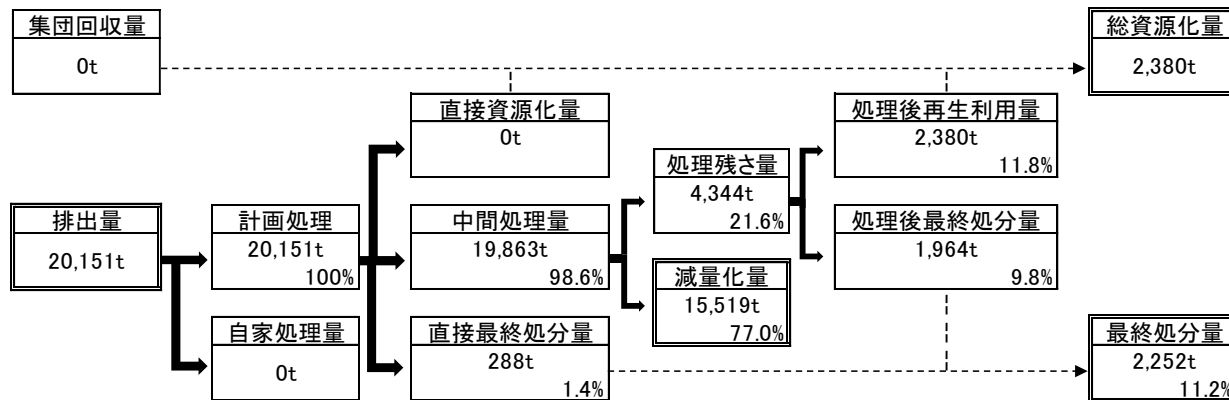 集団回収量
0t
総資源化量
2,380t
直接資源化量
0t
処理後再生利用量
2,380t
11.8%
処理残さ量
4,344t
21.6%
排出量
20,151t
計画処理
20,151t
100%
中間処理量
19,863t
98.6%
処理後最終処分量
1,964t
9.8%
減量化量
15,519t
77.0%
自家処理量
0t
直接最終処分量
288t
1.4%
最終処分量
2,252t
11.2%